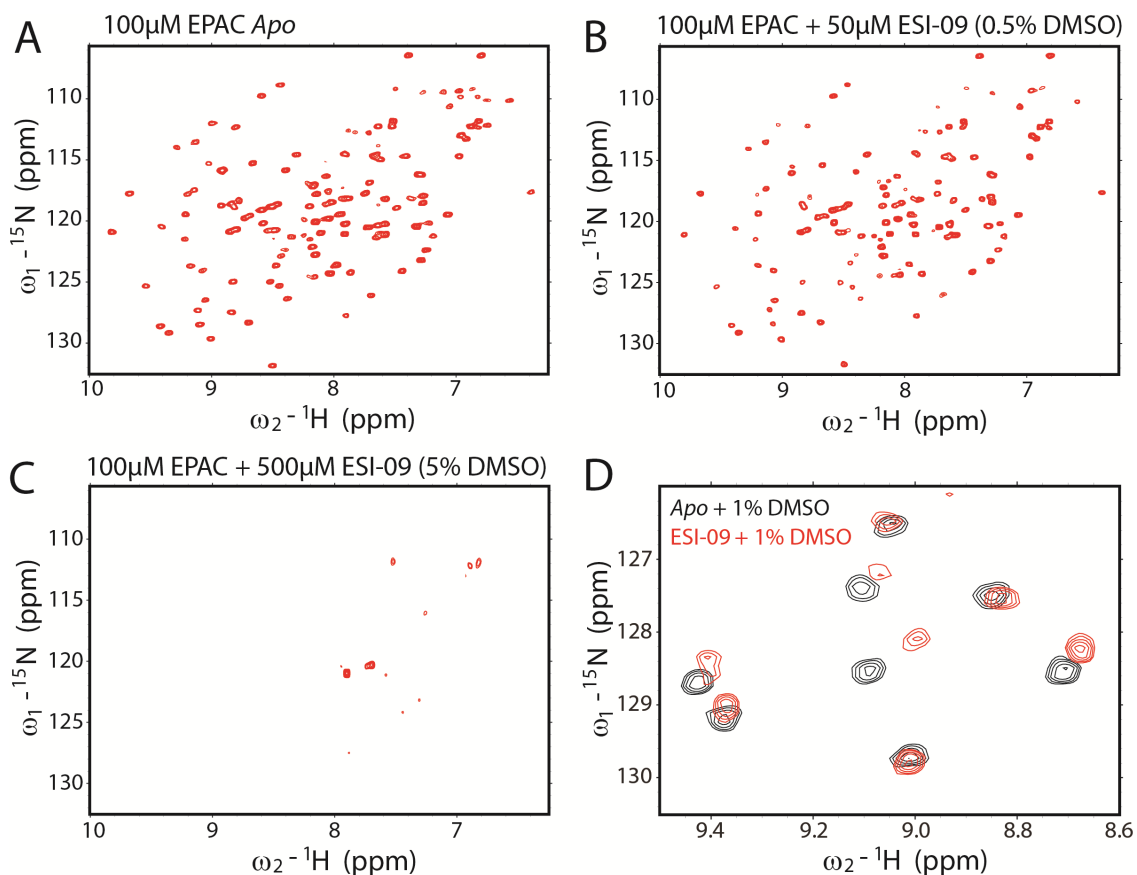 A
100µM EPAC Apo
110
115
120
125
130
ω1 - 15N (ppm)
10 9 8 7
ω2 - 1H (ppm)
B
100µM EPAC + 50µM ESI-09 (0.5% DMSO)
110
115
120
125
130
ω1 - 15N (ppm)
10 9 8 7
ω2 - 1H (ppm)
C
100µM EPAC + 500µM ESI-09 (5% DMSO)
110
115
120
125
130
ω1 - 15N (ppm)
10 9 8 7
ω2 - 1H (ppm)
D
Apo + 1% DMSO
ESI-09 + 1% DMSO
127
128
129
130
ω1 - 15N (ppm)
9.4 9.2 9.0 8.8 8.6
ω2 - 1H (ppm)